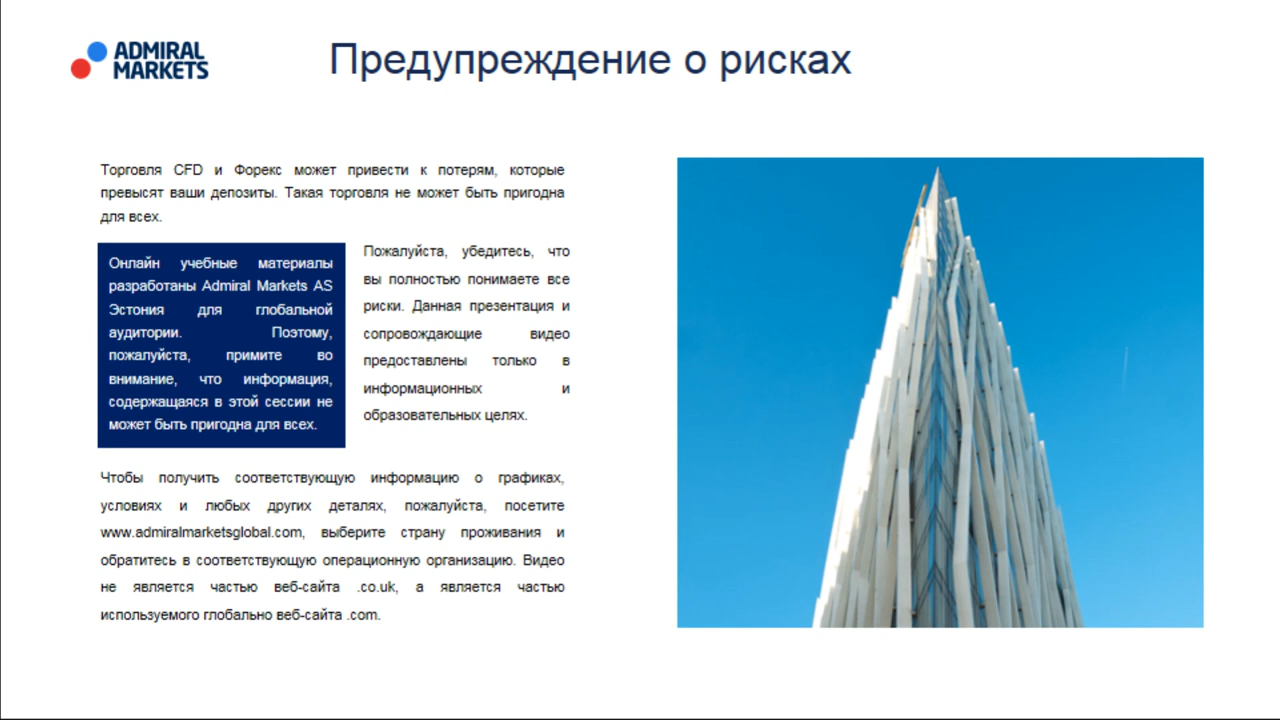 ADMIRAL
MARKETS
Предупреждение о рисках
Торговля CFD и Форекс может привести к потерям, которые
превысят ваши депозиты. Такая торговля не может быть пригодна
для всех.
Онлайн учебные материалы
разработаны Admiral Markets AS
Эстония для глобальной
аудитории. Поэтому,
пожалуйста, примите во
внимание, что информация,
содержащаяся в этой сессии не
может быть пригодна для всех.
Пожалуйста, убедитесь, что
вы полностью понимаете все
риски. Данная презентация и
сопровождающие видео
предоставлены только в
информационных и
образовательных целях.
Чтобы получить соответствующую информацию о графиках,
условиях и любых других деталях, пожалуйста, посетите
www.admiralmarketsglobal.com, выберите страну проживания и
обратитесь в соответствующую операционную организацию. Видео
не является частью веб-сайта .co.uk, а является частью
используемого глобально веб-сайта .com.